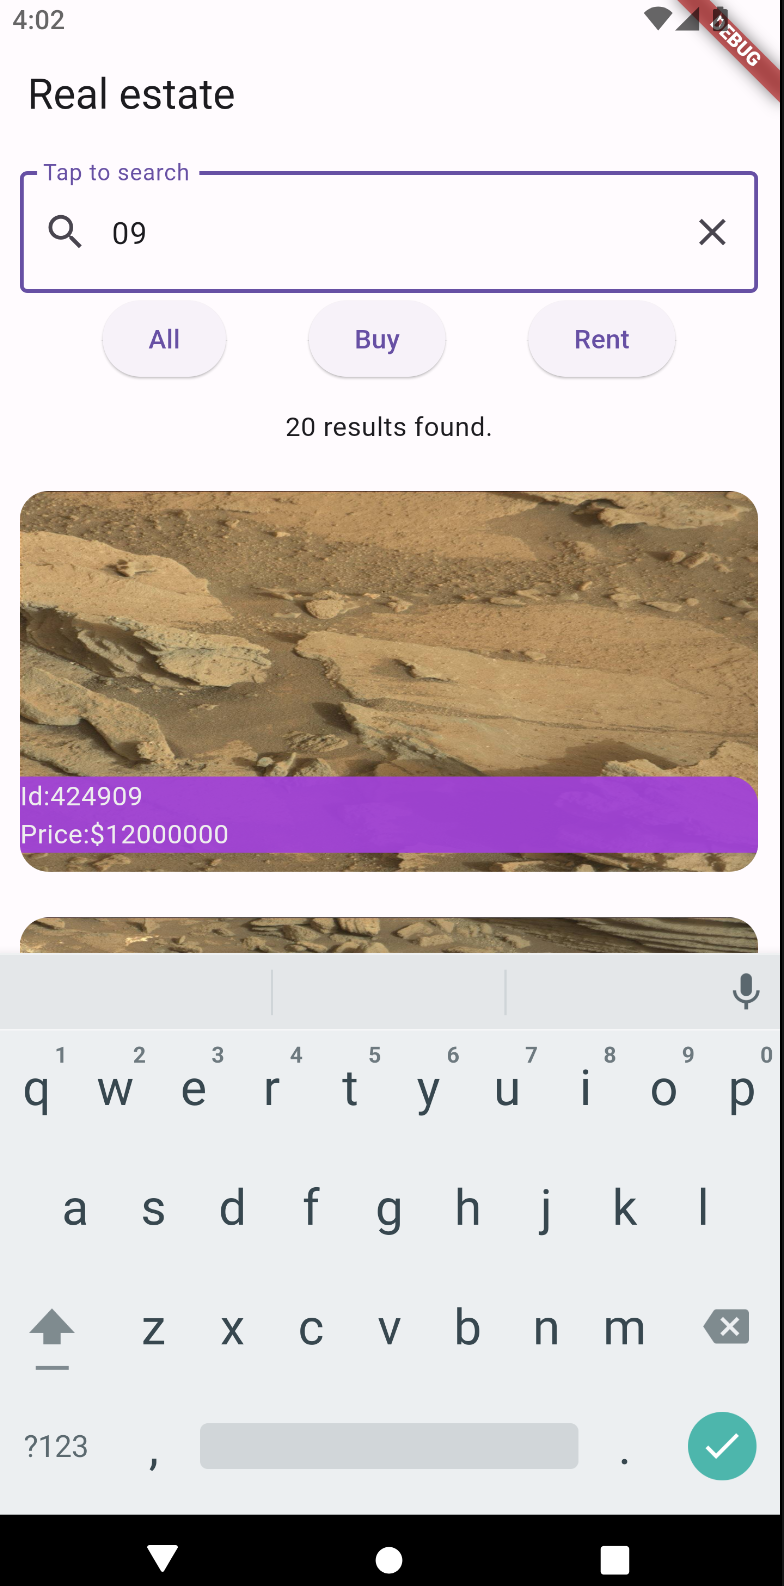 4:02
DEBUG
Real estate
Tap to search
09
All Buy Rent
20 results found.
Id:424909
Price:$12000000
1 2 3 4 5 6 7 8 9 0
q w e r t y u i o p
a s d f g h j k l
z x c v b n m
?123 , .